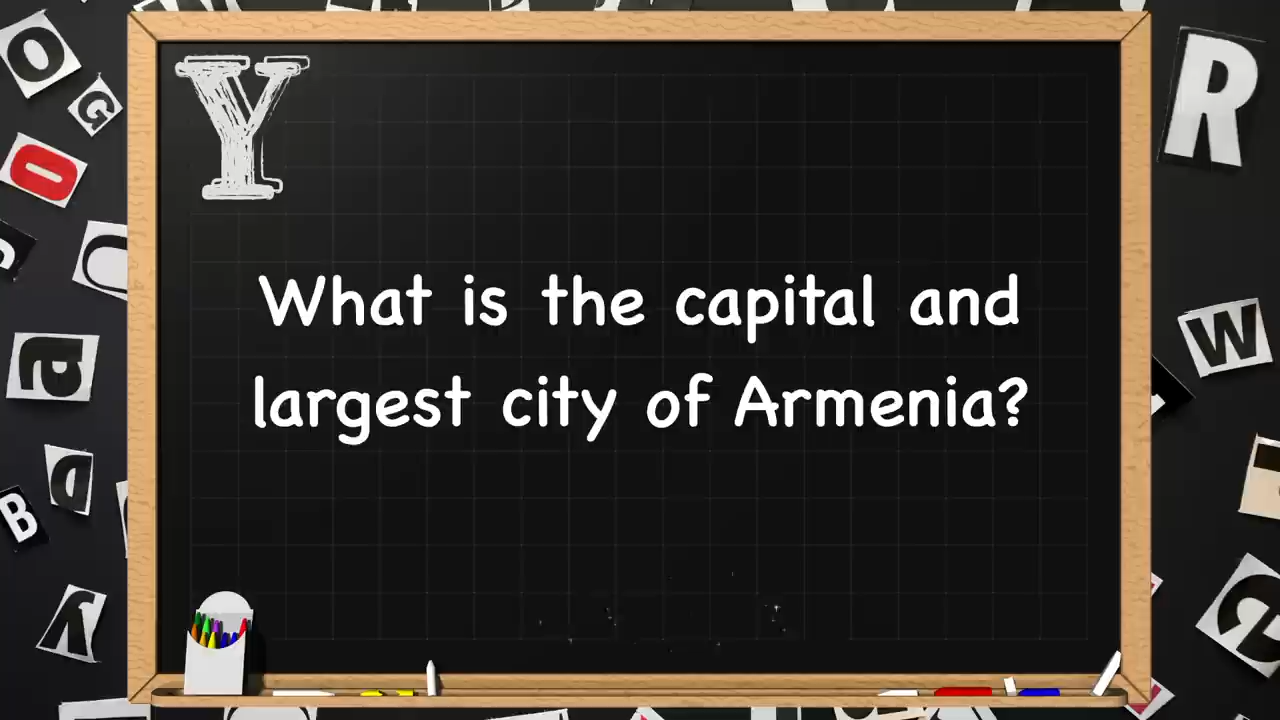 Y
What is the capital and
largest city of Armenia?
O
G
O
a
D
B
R
W